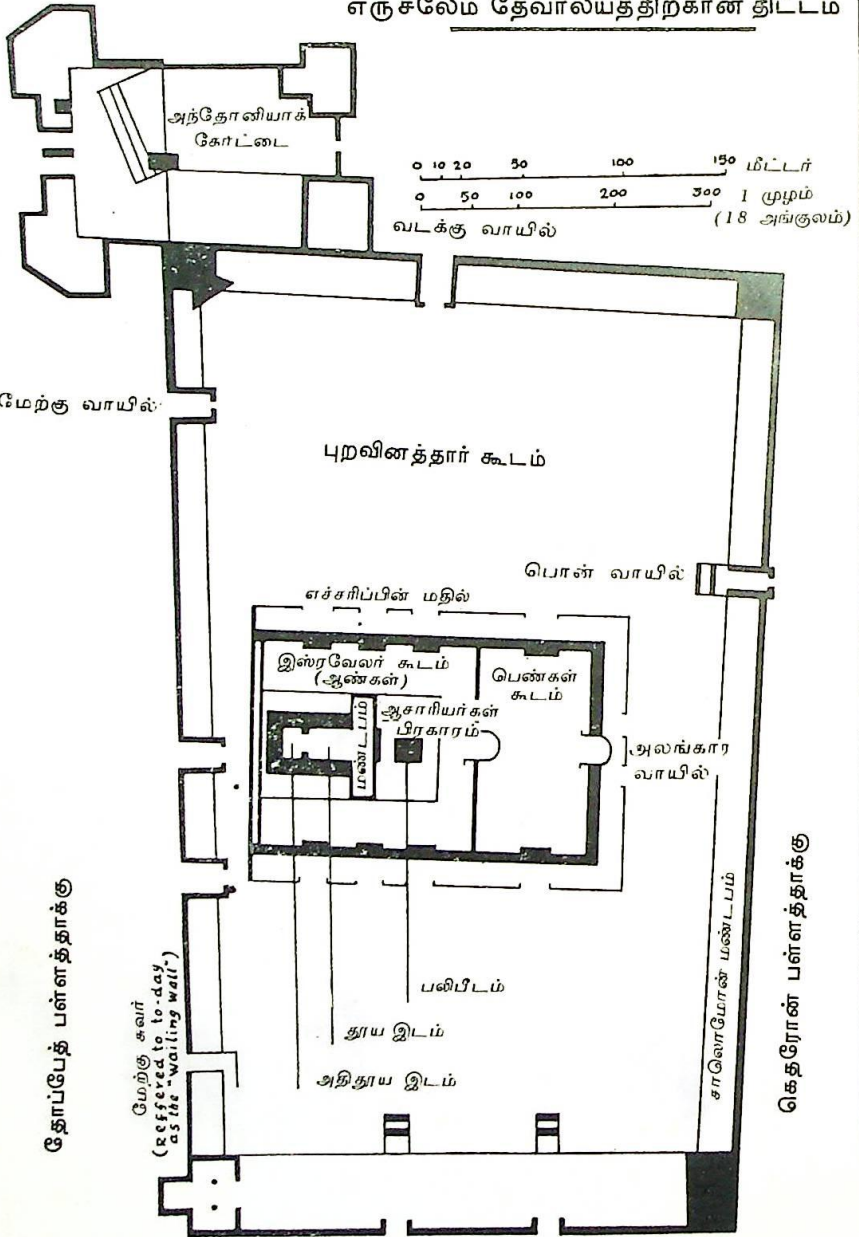 எருசலேம் தேவாலயத்திற்கான திட்டம்
அந்தோனியாக்
கோட்டை
0 10 20 50 100 150 மீட்டர்
0 50 100 200 300 1 முழம்
(18 அங்குலம்)
வடக்கு வாயில்
மேற்கு வாயில்
புறவினத்தார் கூடம்
பொன் வாயில்
எச்சரிப்பின் மதில்
இஸ்ரவேலர் கூடம்
(ஆண்கள்)
பெண்கள்
கூடம்
ஆசாரியர்கள்
பிரகாரம்
மண்டபம்
அலங்கார
வாயில்
பலிபீடம்
தூய இடம்
அதிதூய இடம்
சாலொமோன் மண்டபம்
கெதரோன் பள்ளத்தாக்கு
தோப்பேத் பள்ளத்தாக்கு
மேற்கு சுவர்
(Reffered to to-day
as the "wailing wall")